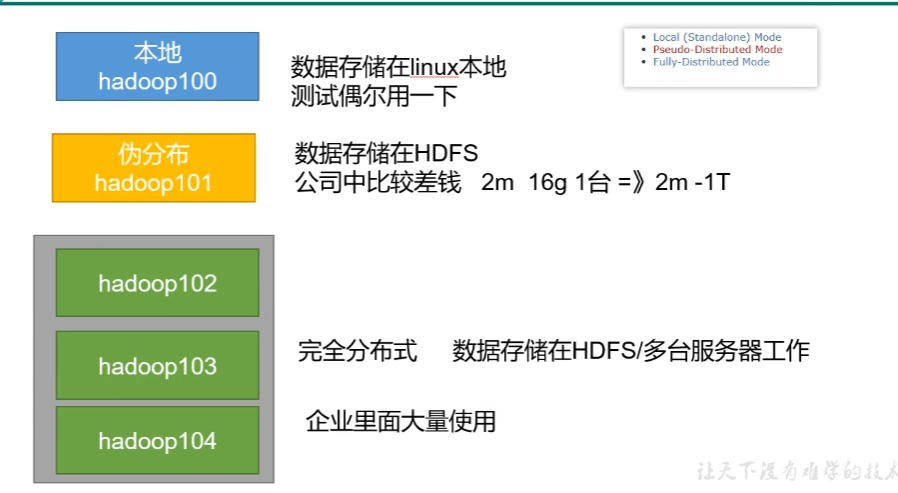 本地
hadoop100
数据存储在linux本地
测试偶尔用一下
Local (Standalone) Mode
Pseudo-Distributed Mode
Fully-Distributed Mode
伪分布
hadoop101
数据存储在HDFS
公司中比较差钱 2m 16g 1台 =》2m -1T
hadoop102
hadoop103
hadoop104
完全分布式 数据存储在HDFS/多台服务器工作
企业里面大量使用
让天下没有难学的技术